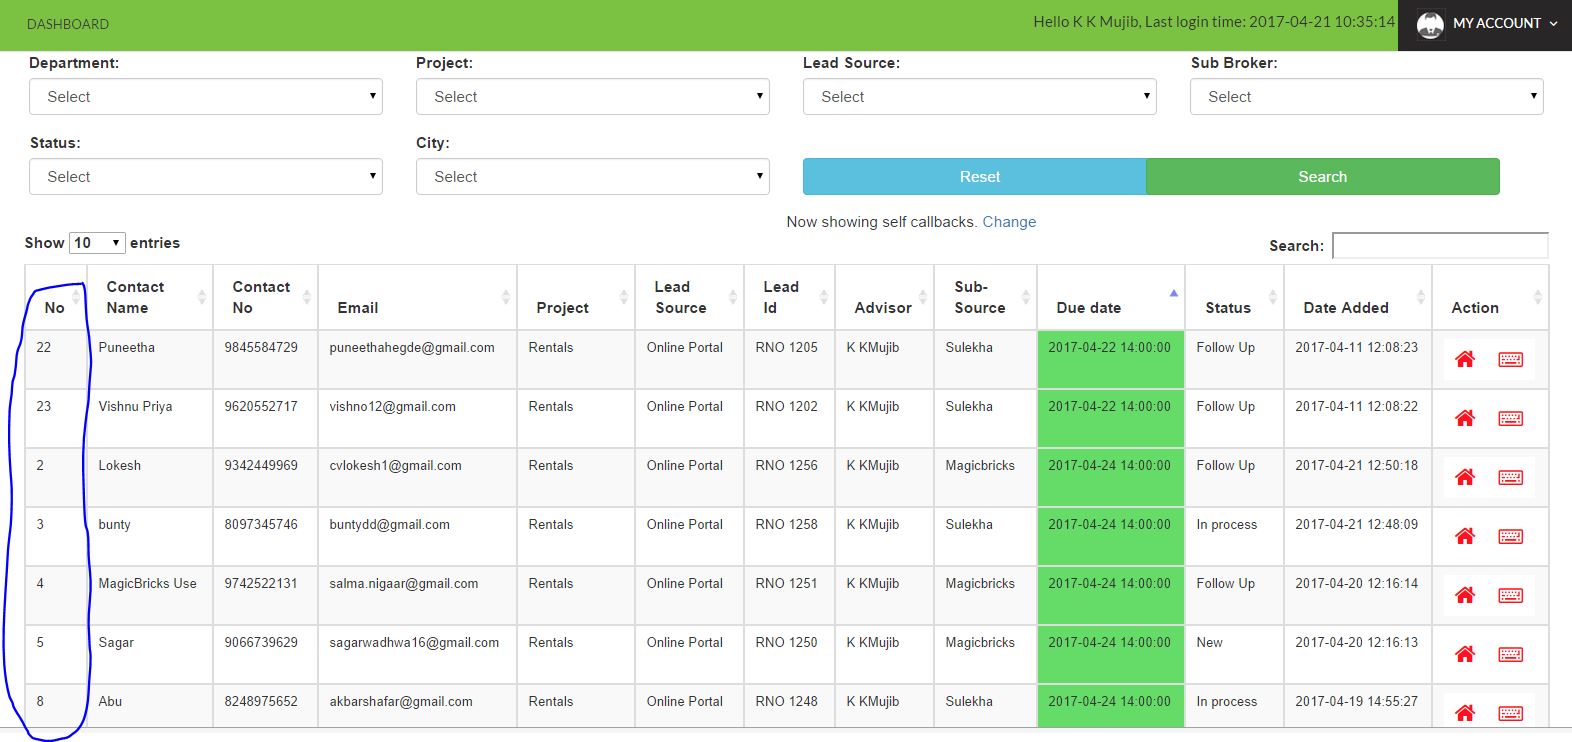 DASHBOARD
Hello K K Mujib, Last login time: 2017-04-21 10:35:14
MY ACCOUNT
Department: Project: Lead Source: Sub Broker:
Select Select Select Select
Status: City:
Select Select Reset Search
Now showing self callbacks. Change
Show 10 entries Search:
No Contact Name Contact No Email Project Lead Source Lead Id Advisor Sub-Source Due date Status Date Added Action
22 Puneetha 9845584729 puneethahegde@gmail.com Rentals Online Portal RNO 1205 K KMujib Sulekha 2017-04-22 14:00:00 Follow Up 2017-04-11 12:08:23
23 Vishnu Priya 9620552717 vishno12@gmail.com Rentals Online Portal RNO 1202 K KMujib Sulekha 2017-04-22 14:00:00 Follow Up 2017-04-11 12:08:22
2 Lokesh 9342449969 cvlokesh1@gmail.com Rentals Online Portal RNO 1256 K KMujib Magicbricks 2017-04-24 14:00:00 Follow Up 2017-04-21 12:50:18
3 bunty 8097345746 buntydd@gmail.com Rentals Online Portal RNO 1258 K KMujib Sulekha 2017-04-24 14:00:00 In process 2017-04-21 12:48:09
4 MagicBricks Use 9742522131 salma.nigaar@gmail.com Rentals Online Portal RNO 1251 K KMujib Magicbricks 2017-04-24 14:00:00 Follow Up 2017-04-20 12:16:14
5 Sagar 9066739629 sagarwadhwa16@gmail.com Rentals Online Portal RNO 1250 K KMujib Magicbricks 2017-04-24 14:00:00 New 2017-04-20 12:16:13
8 Abu 8248975652 akbarshafar@gmail.com Rentals Online Portal RNO 1248 K KMujib Sulekha 2017-04-24 14:00:00 In process 2017-04-19 14:55:27